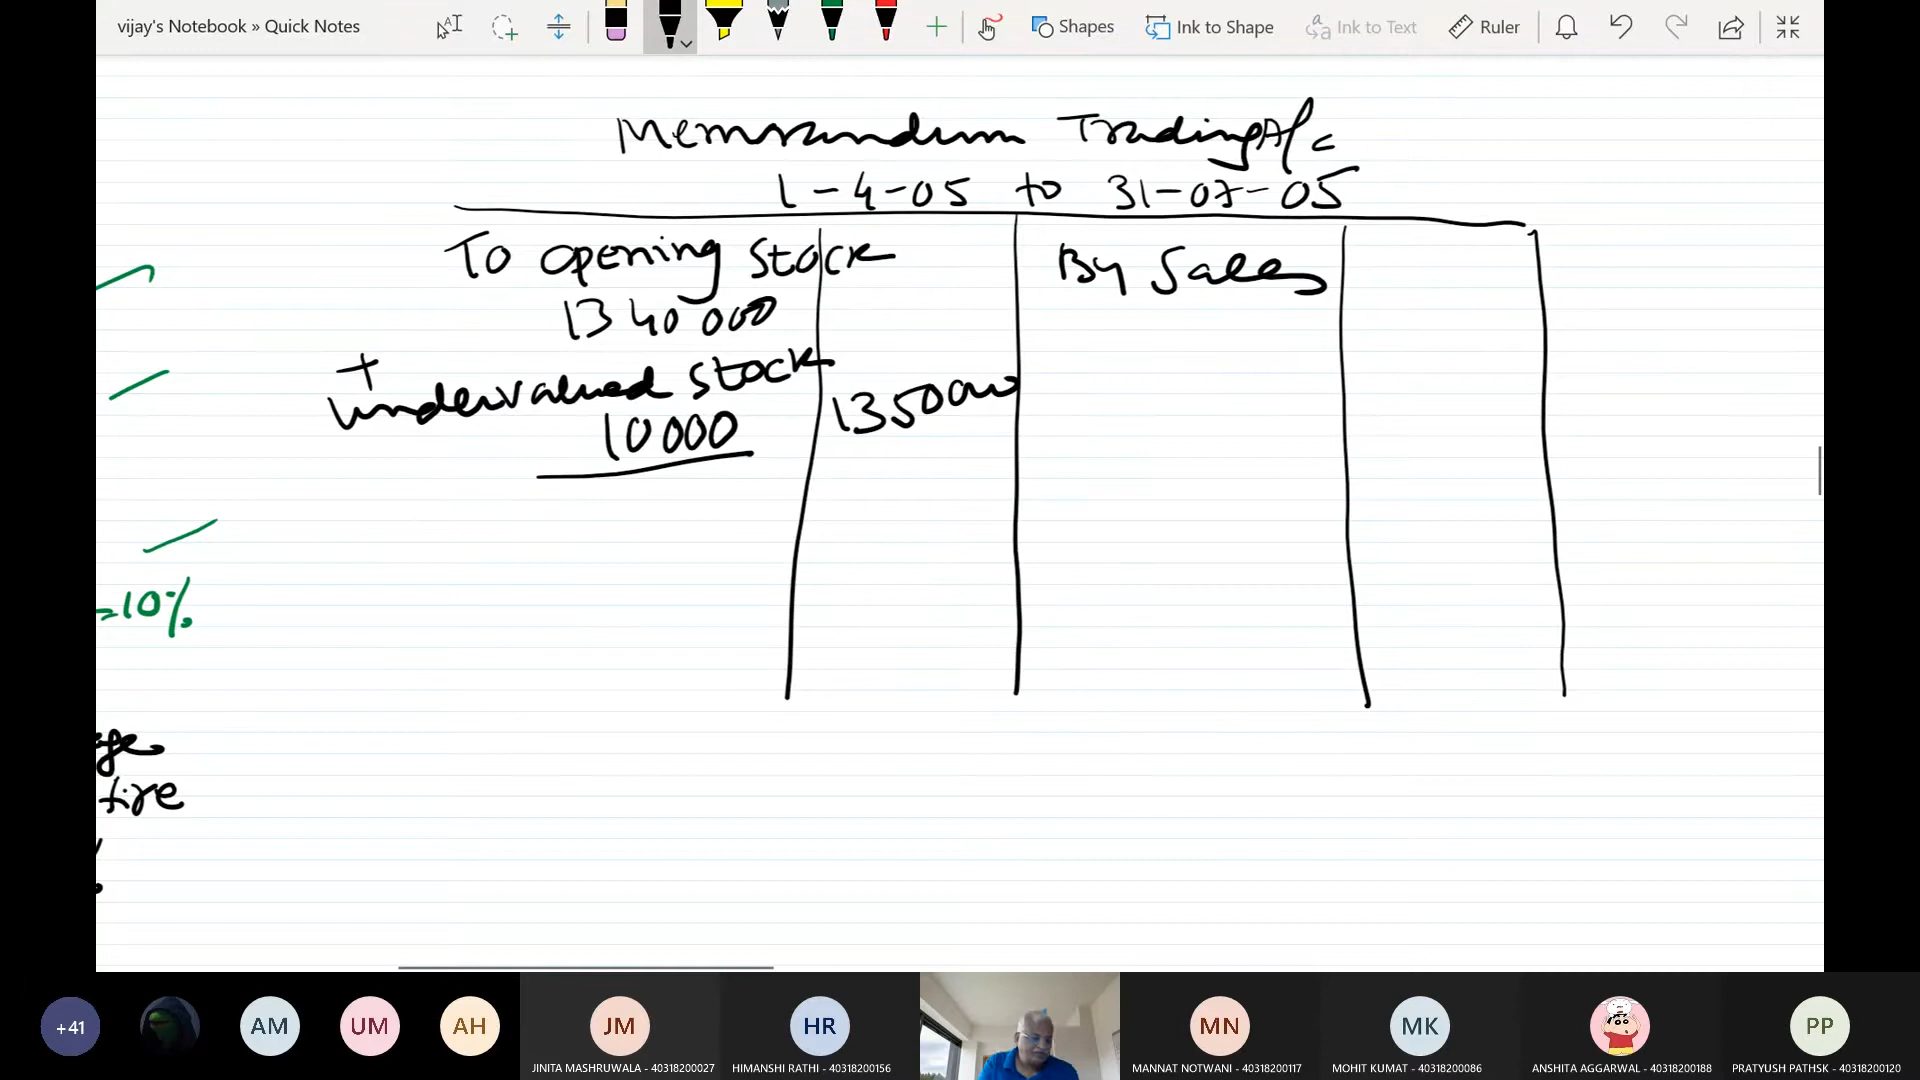 vijay's Notebook » Quick Notes
Shapes
Ink to Shape
Ink to Text
Ruler
Memorandum Trading A/c
1-4-05 to 31-07-05
To opening stock
By Sales
1340000
+
undervalued stock
10000
1350000
=10%
fire
+41
AM
UM
AH
JM
HR
MN
MK
PP
JINITA MASHRUWALA - 40318200027
HIMANSHI RATHI - 40318200156
MANNAT NOTWANI - 40318200117
MOHIT KUMAT - 40318200086
ANSHITA AGGARWAL - 40318200188
PRATYUSH PATHSK - 40318200120